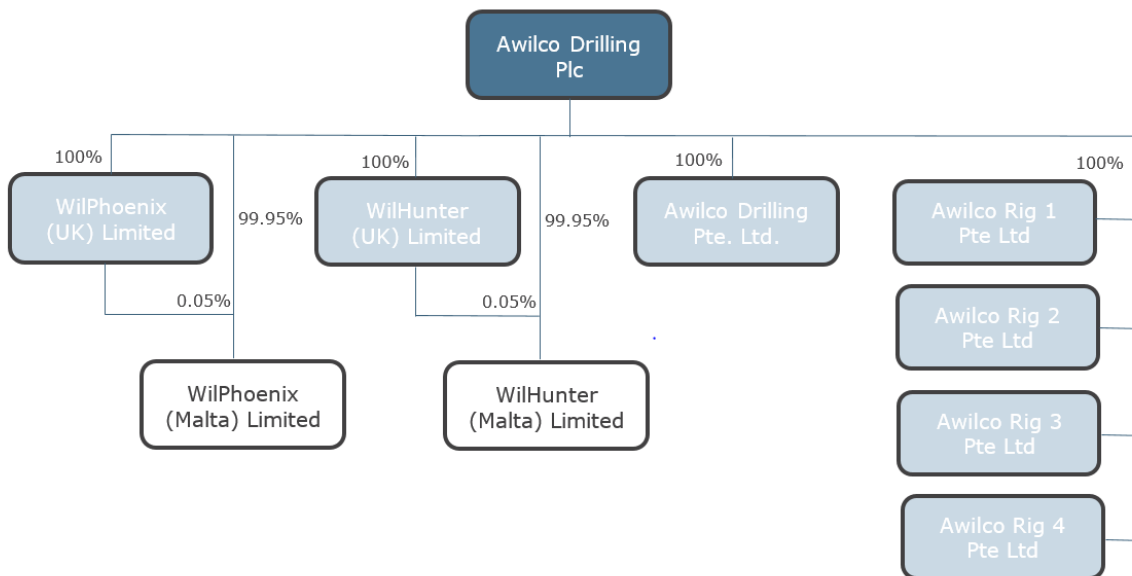 Awilco Drilling
Plc
100%
100%
100%
100%
WilPhoenix
(UK) Limited
99.95%
WilHunter
(UK) Limited
99.95%
Awilco Drilling
Pte. Ltd.
Awilco Rig 1
Pte Ltd
0.05%
0.05%
Awilco Rig 2
Pte Ltd
WilPhoenix
(Malta) Limited
WilHunter
(Malta) Limited
Awilco Rig 3
Pte Ltd
Awilco Rig 4
Pte Ltd